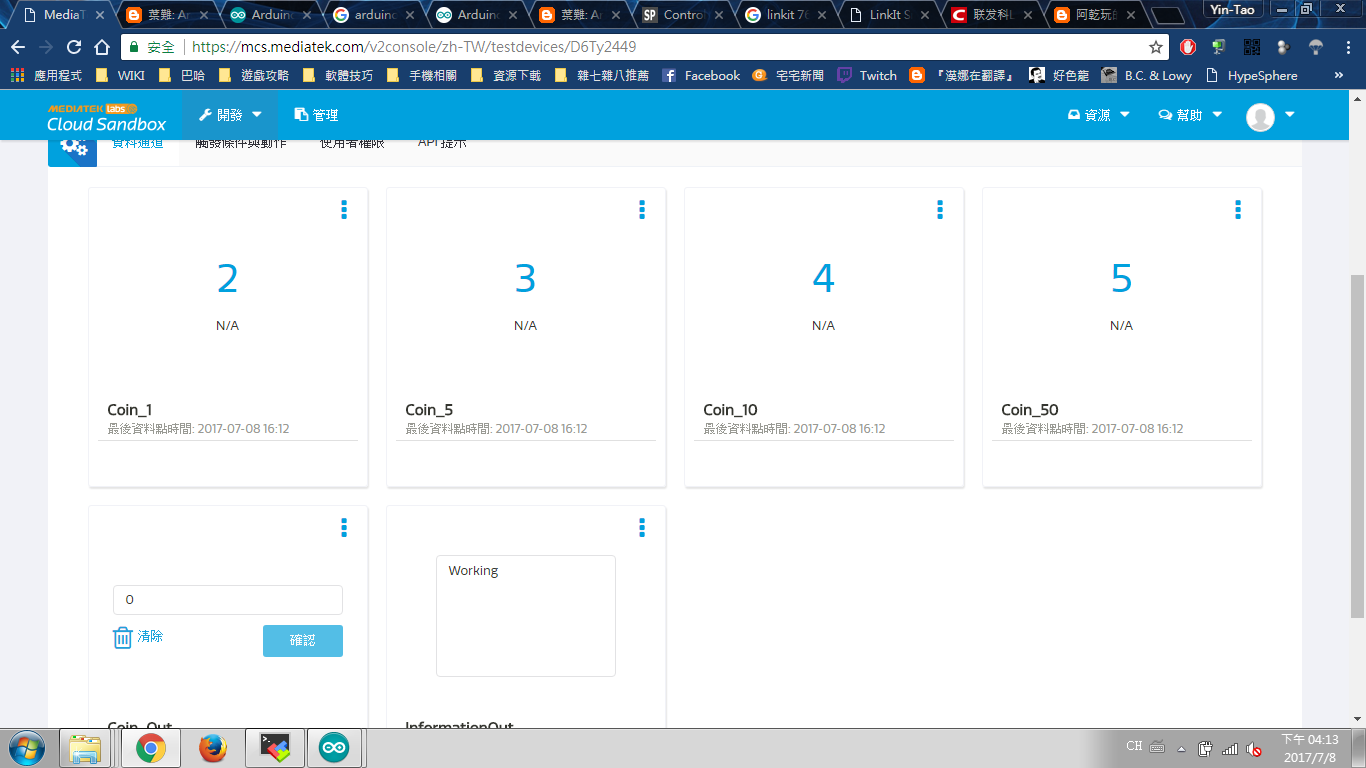 MediaT
葉難: A
Arduino
arduino
Arduino
葉難: A
SP Control
linkit 76
LinkIt S
联发科L
阿乾玩
Yin-Tao
安全 https://mcs.mediatek.com/v2console/zh-TW/testdevices/D6Ty2449
應用程式 WIKI 巴哈 遊戲攻略 軟體技巧 手機相關 資源下載 雜七雜八推薦 Facebook 宅宅新聞 Twitch 『漢娜在翻譯』 好色龍 B.C. & Lowy HypeSphere »
MEDIATEK labs
Cloud Sandbox
開發 管理 資源 幫助
資料通道 觸發條件與動作 使用者權限 API 提示
2 3 4 5
N/A N/A N/A N/A
Coin_1 Coin_5 Coin_10 Coin_50
最後資料點時間: 2017-07-08 16:12 最後資料點時間: 2017-07-08 16:12 最後資料點時間: 2017-07-08 16:12 最後資料點時間: 2017-07-08 16:12
Working
0
清除 確認
Coin_Out InformationOut
CH
下午 04:13
2017/7/8